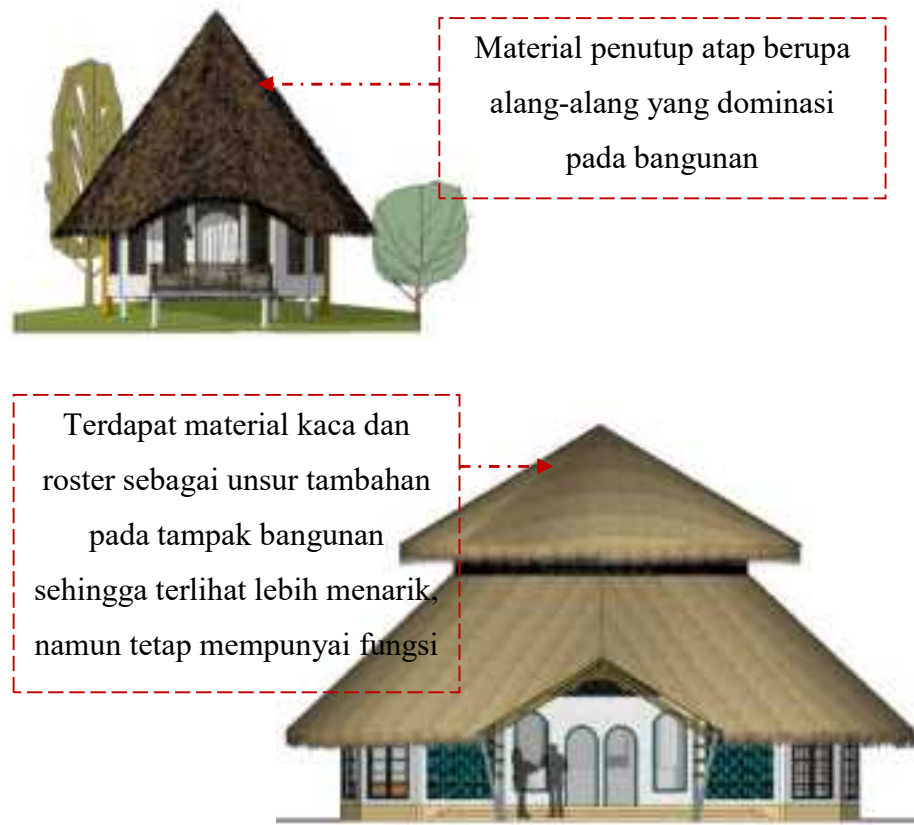 Material penutup atap berupa
alang-alang yang dominasi
pada bangunan
Terdapat material kaca dan
roster sebagai unsur tambahan
pada tampak bangunan
sehingga terlihat lebih menarik,
namun tetap mempunyai fungsi